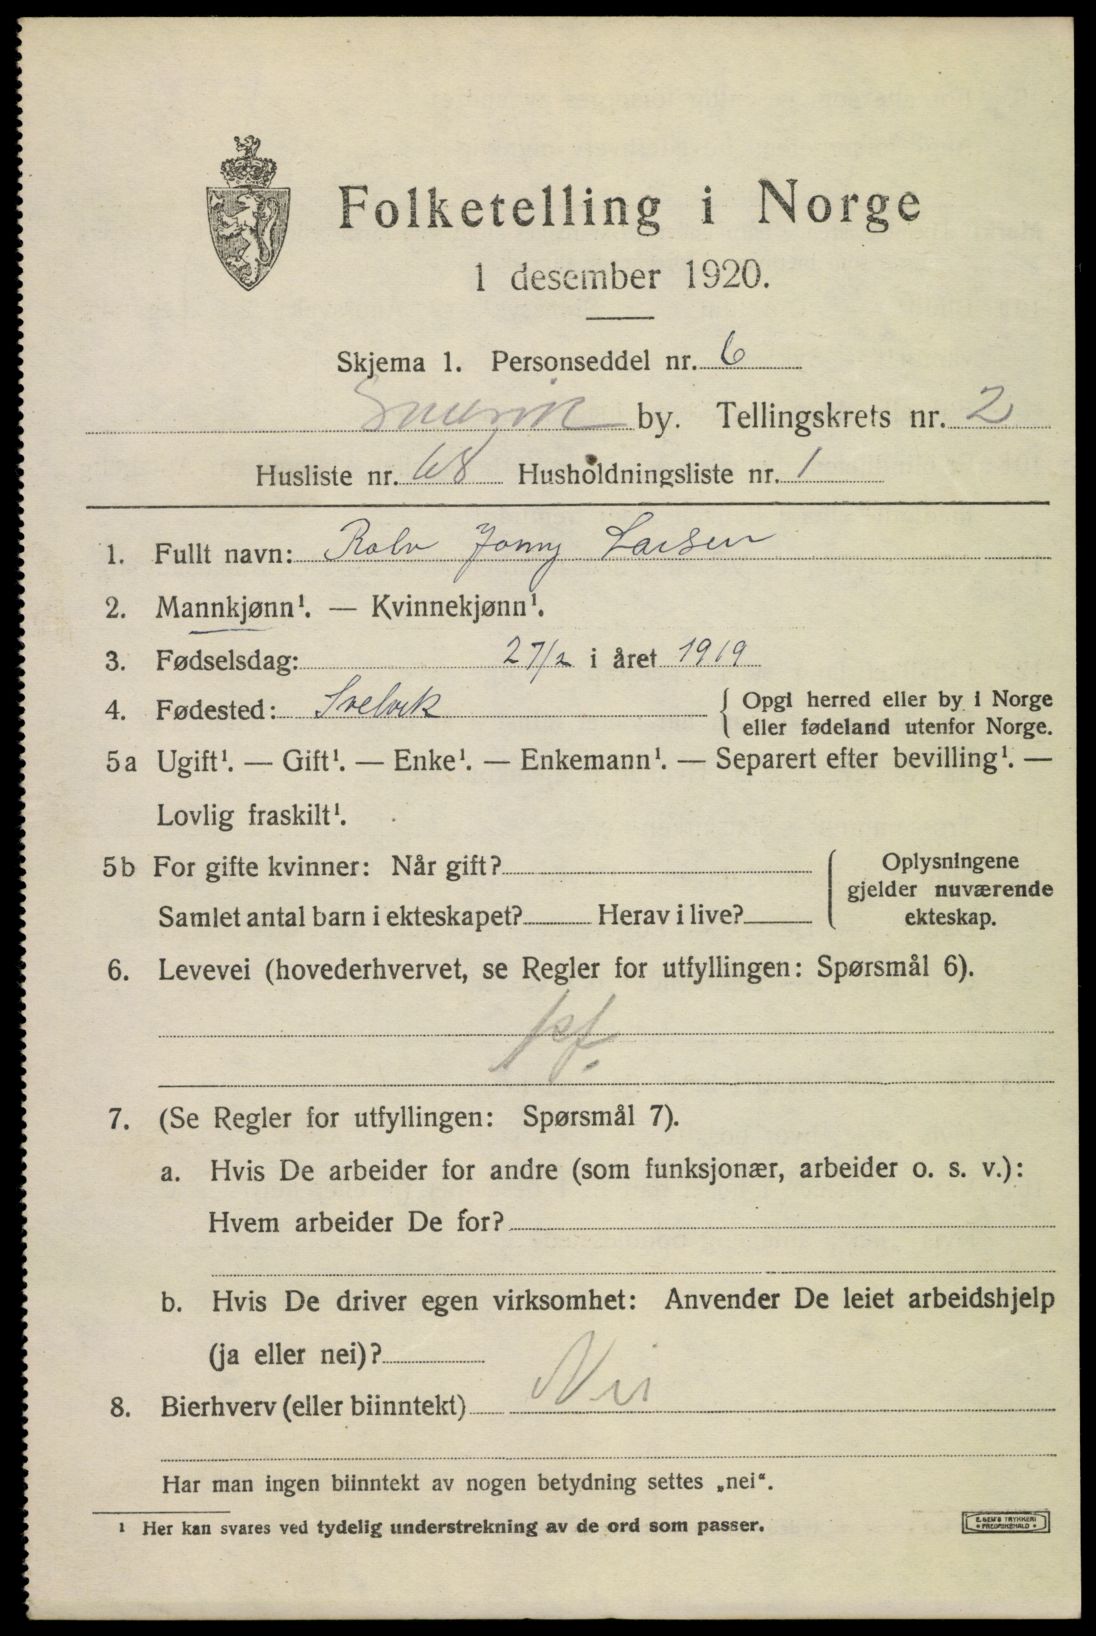 Folketelling i Norge
1 desember 1920.
Skjema 1. Personseddel nr. 6
by. Tellingskrets nr. 2
Husliste nr. 68 Husholdningsliste nr. 1
1. Fullt navn: Rolv Jonny Larsen
2. Mannkjønn¹. — Kvinnekjønn¹.
3. Fødselsdag: 27/2 i året 1919
4. Fødested: Svelvik { Opgi herred eller by i Norge
eller fødeland utenfor Norge.
5a Ugift¹. — Gift¹. — Enke¹. — Enkemann¹. — Separert efter bevilling¹. —
Lovlig fraskilt¹.
5b For gifte kvinner: Når gift? { Oplysningene
gjelder nuværende
Samlet antal barn i ekteskapet? Herav i live? ekteskap.
6. Levevei (hovederhvervet, se Regler for utfyllingen: Spørsmål 6).
7. (Se Regler for utfyllingen: Spørsmål 7).
a. Hvis De arbeider for andre (som funksjonær, arbeider o. s. v.):
Hvem arbeider De for?
b. Hvis De driver egen virksomhet: Anvender De leiet arbeidshjelp
(ja eller nei)?
8. Bierhverv (eller biinntekt) Nei
Har man ingen biinntekt av nogen betydning settes „nei“.
¹ Her kan svares ved tydelig understrekning av de ord som passer.
E. SEM'S TRYKKERI
FREDRIKSHALD